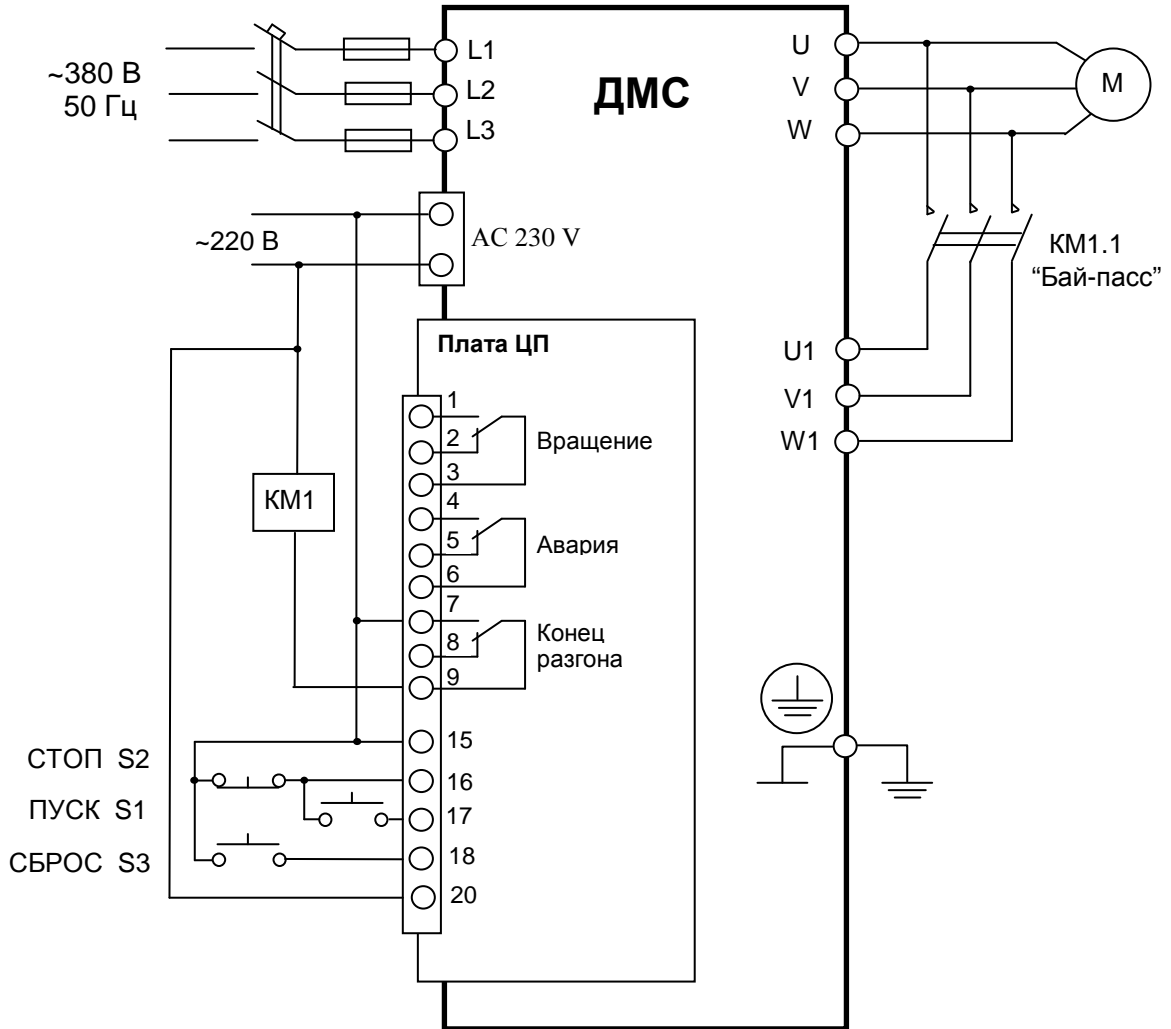 ~380 В
50 Гц
L1
L2
L3
ДМС
U
V
W
М
~220 В
AC 230 V
КМ1.1
“Бай-пасс”
Плата ЦП
U1
V1
W1
1
2
3
Вращение
КМ1
4
5
6
Авария
7
8
9
Конец
разгона
СТОП S2
ПУСК S1
СБРОС S3
15
16
17
18
20